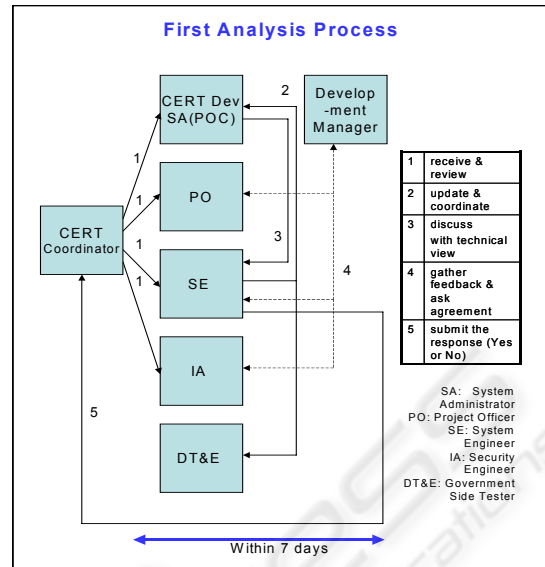 First Analysis Process
CERT Dev
SA(POC)
2
Develop
-ment
Manager
1
1
PO
1
receive &
review
2
update &
coordinate
3
discuss
with technical
view
4
gather
feedback &
ask
agreement
5
submit the
response (Yes
or No)
CERT
Coordinator
1
3
SE
1
4
IA
5
DT&E
SA: System
Administrator
PO: Project Officer
SE: System
Engineer
IA: Security
Engineer
DT&E: Government
Side Tester
Within 7 days